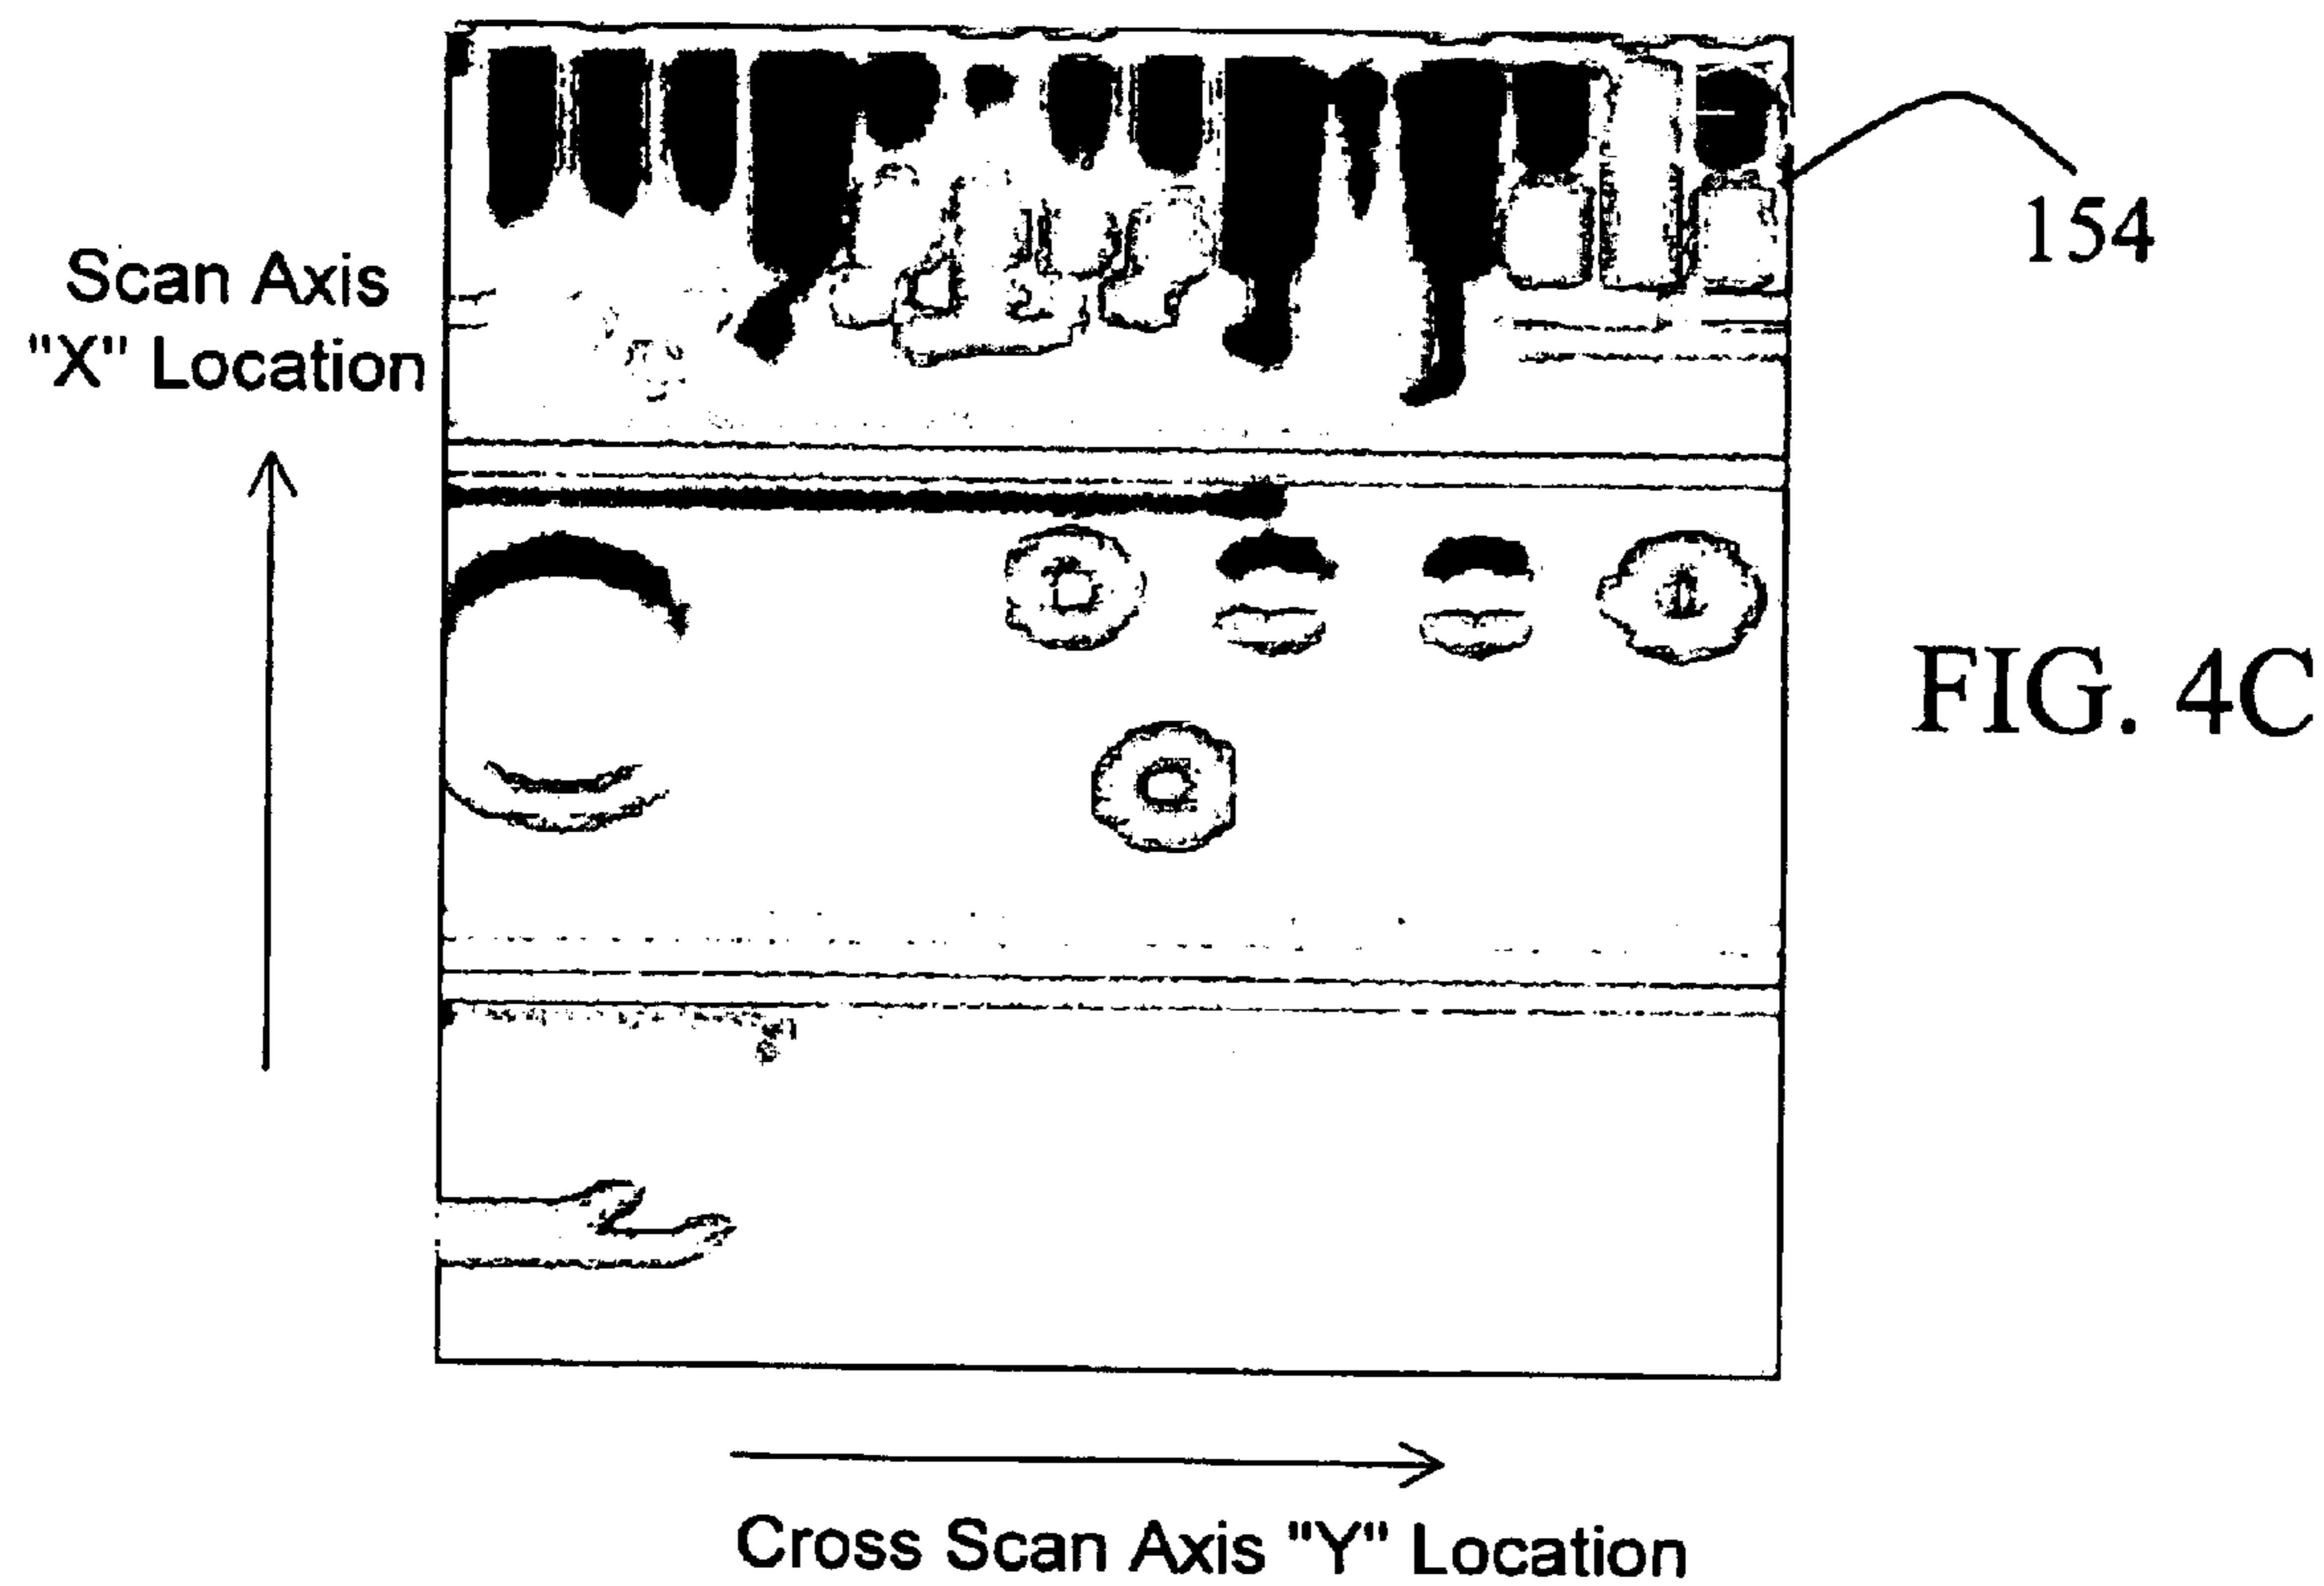 154
Scan Axis
"X" Location
FIG. 4C
Cross Scan Axis "Y" Location